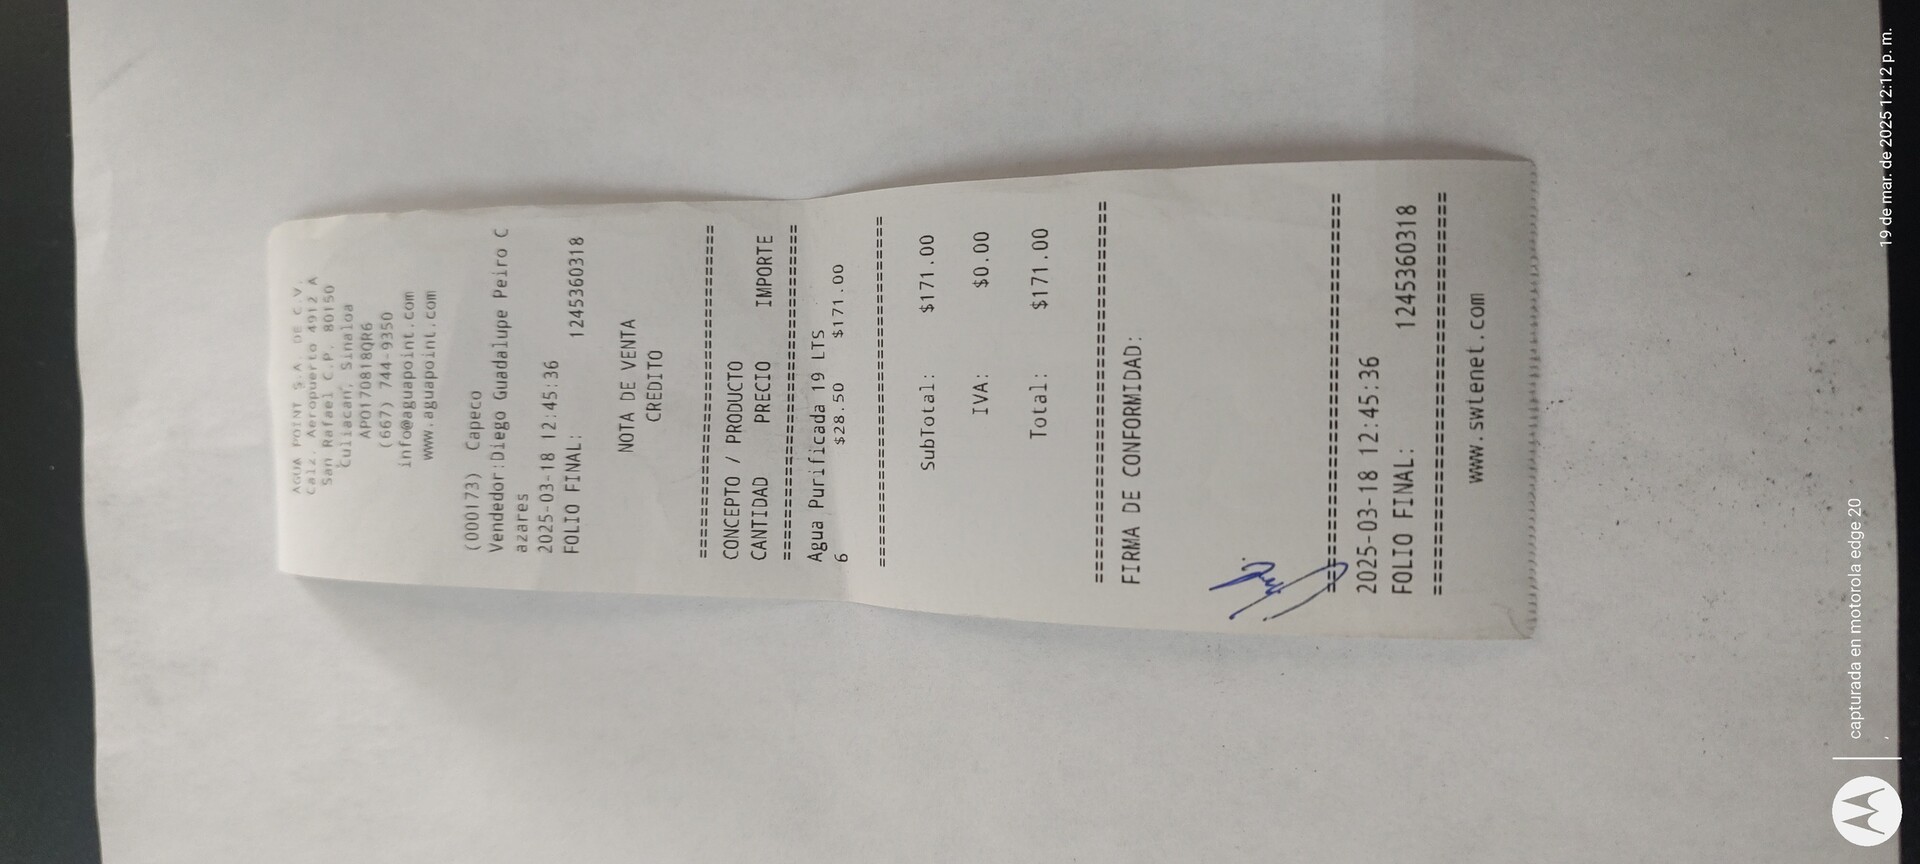 AGUA POINT S.A. DE C.V.
Calz. Aeropuerto 4912 A
San Rafael C.P. 80150
Culiacan, Sinaloa
APO170818QR6
(667) 744-9350
info@aguapoint.com
www.aguapoint.com
(000173) Capeco
Vendedor:Diego Guadalupe Peiro C
azares
2025-03-18 12:45:36
FOLIO FINAL: 1245360318
NOTA DE VENTA
CREDITO
================================
CONCEPTO / PRODUCTO
CANTIDAD PRECIO IMPORTE
================================
Agua Purificada 19 LTS
6 $28.50 $171.00
================================
SubTotal: $171.00
IVA: $0.00
Total: $171.00
================================
FIRMA DE CONFORMIDAD:
================================
2025-03-18 12:45:36
FOLIO FINAL: 1245360318
================================
www.swtenet.com
capturada en motorola edge 20
19 de mar. de 2025 12:12 p. m.